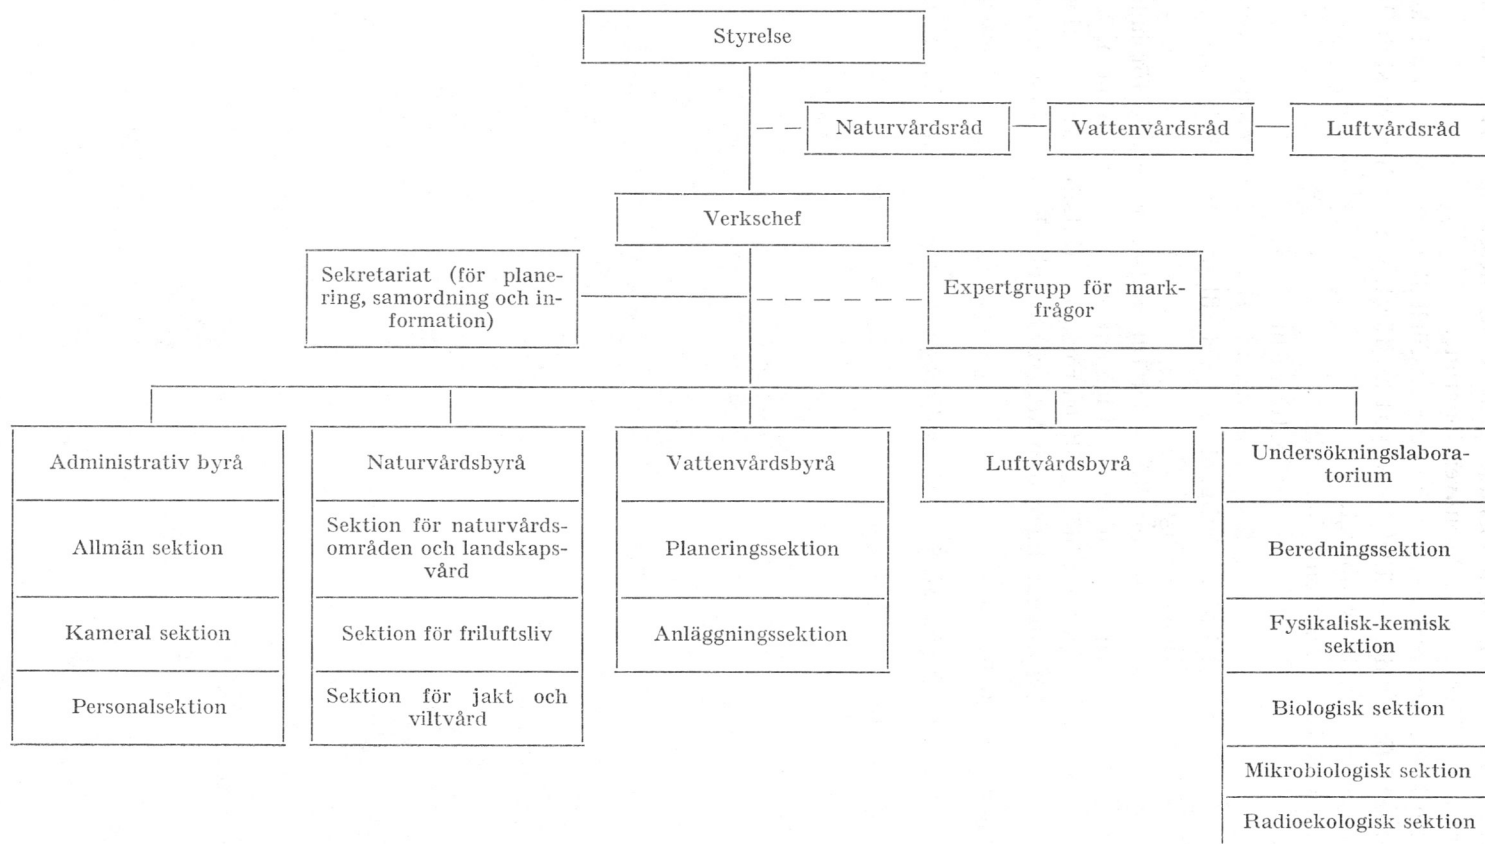 Styrelse
Naturvårdsråd
Vattenvårdsråd
Luftvårdsråd
Verkschef
Sekretariat (för plane-
ring, samordning och in-
formation)
Expertgrupp för mark-
frågor
Administrativ byrå
Allmän sektion
Kameral sektion
Personalsektion
Naturvårdsbyrå
Sektion för naturvårds-
områden och landskaps-
vård
Sektion för friluftsliv
Sektion för jakt och
viltvård
Vattenvårdsbyrå
Planeringssektion
Anläggningssektion
Luftvårdsbyrå
Undersökningslabora-
torium
Beredningssektion
Fysikalisk-kemisk
sektion
Biologisk sektion
Mikrobiologisk sektion
Radioekologisk sektion